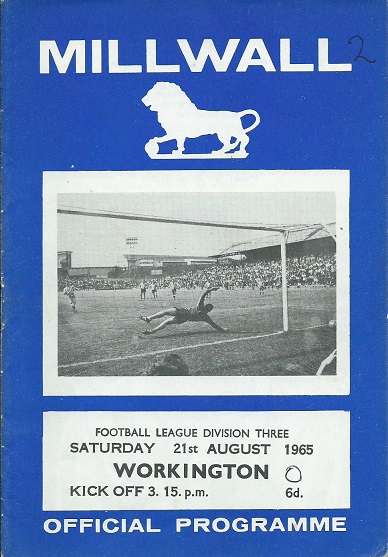 MILLWALL 2
FOOTBALL LEAGUE DIVISION THREE
SATURDAY 21st AUGUST 1965
WORKINGTON 0
KICK OFF 3. 15. p.m. 6d.
OFFICIAL PROGRAMME